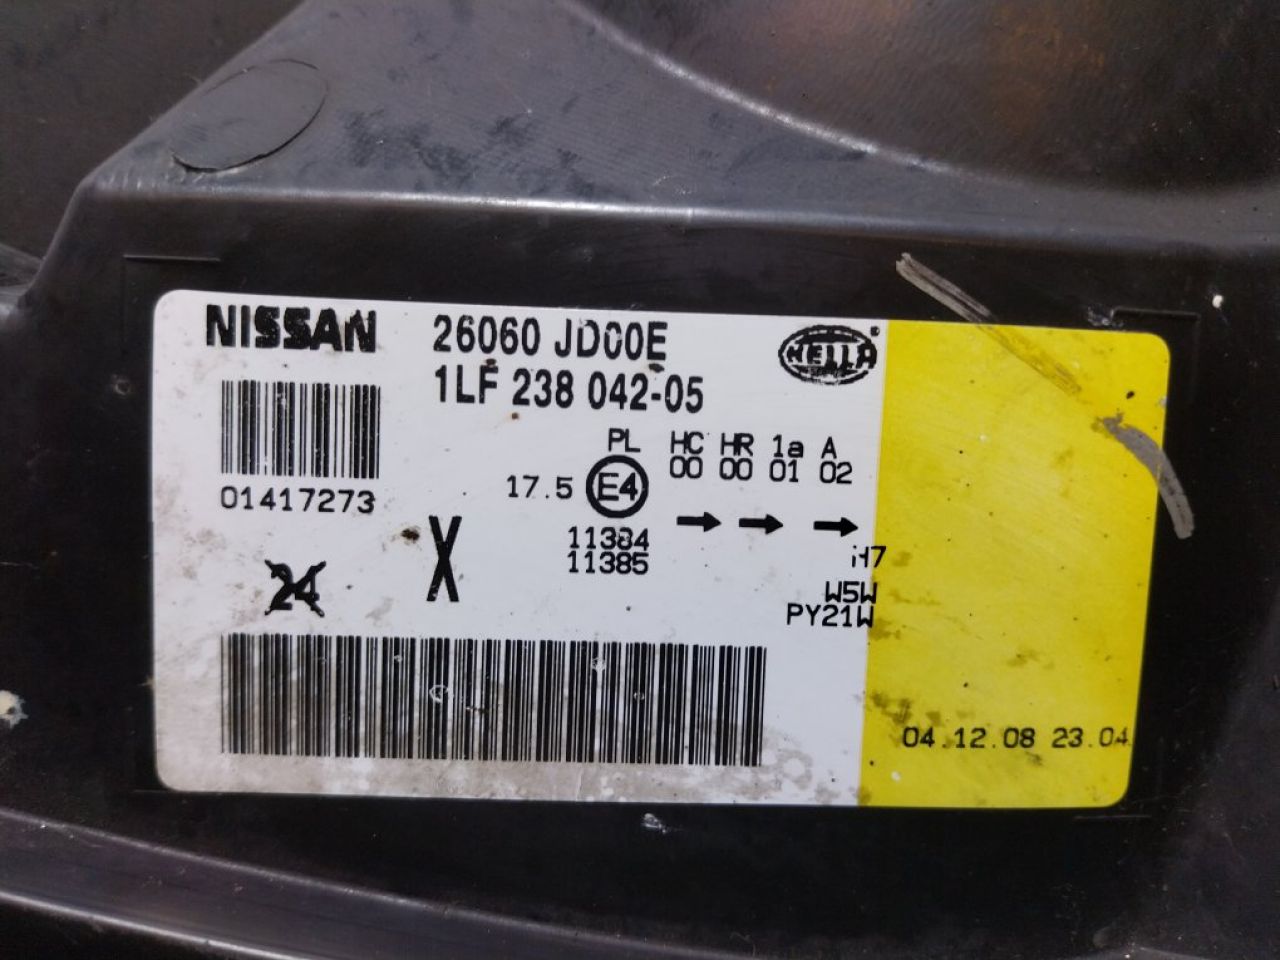 NISSAN 26060 JD00E HELLA
1LF 238 042-05
PL HC HR 1a A
00 00 01 02
01417273 17.5 E4
11384
11385
X
H7
24
W5W
PY21W
04.12.08 23.04